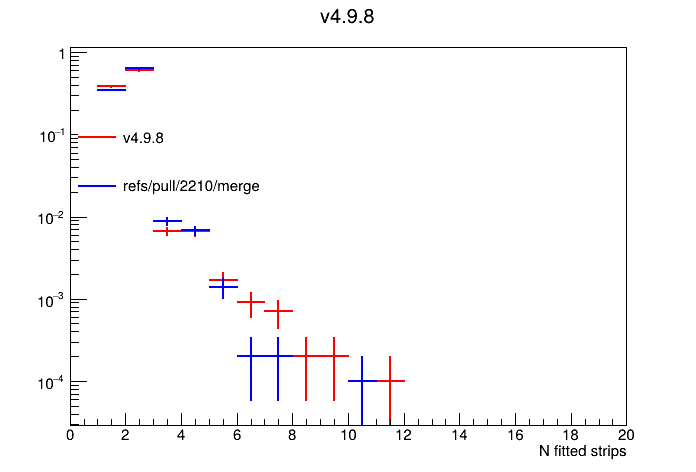 v4.9.8
1
10⁻¹
10⁻²
10⁻³
10⁻⁴
v4.9.8
refs/pull/2210/merge
0 2 4 6 8 10 12 14 16 18 20
N fitted strips